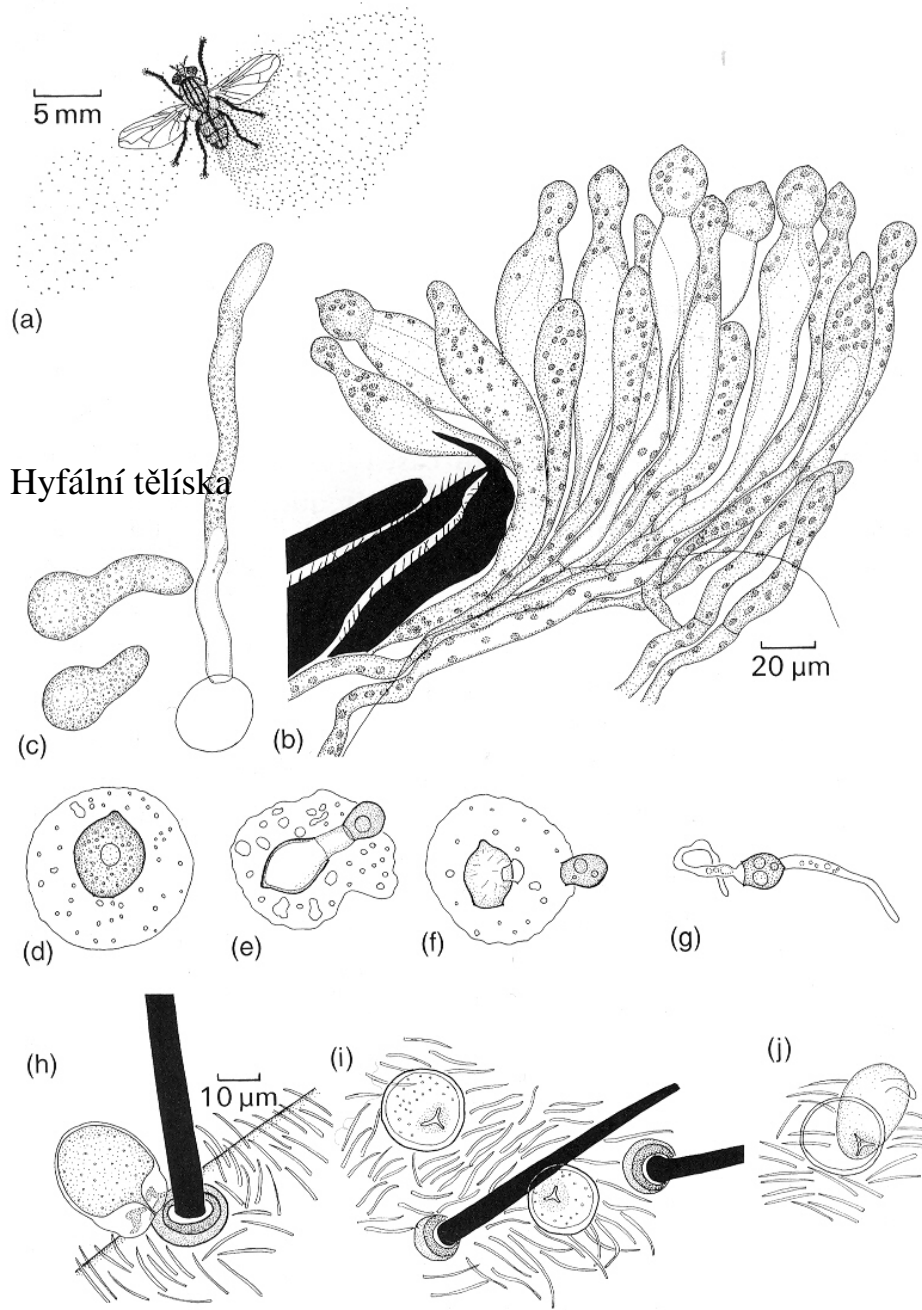 5 mm
(a)
Hyfální tělíska
20 µm
(c)
(b)
(d)
(e)
(f)
(g)
(h)
10 µm
(i)
(j)